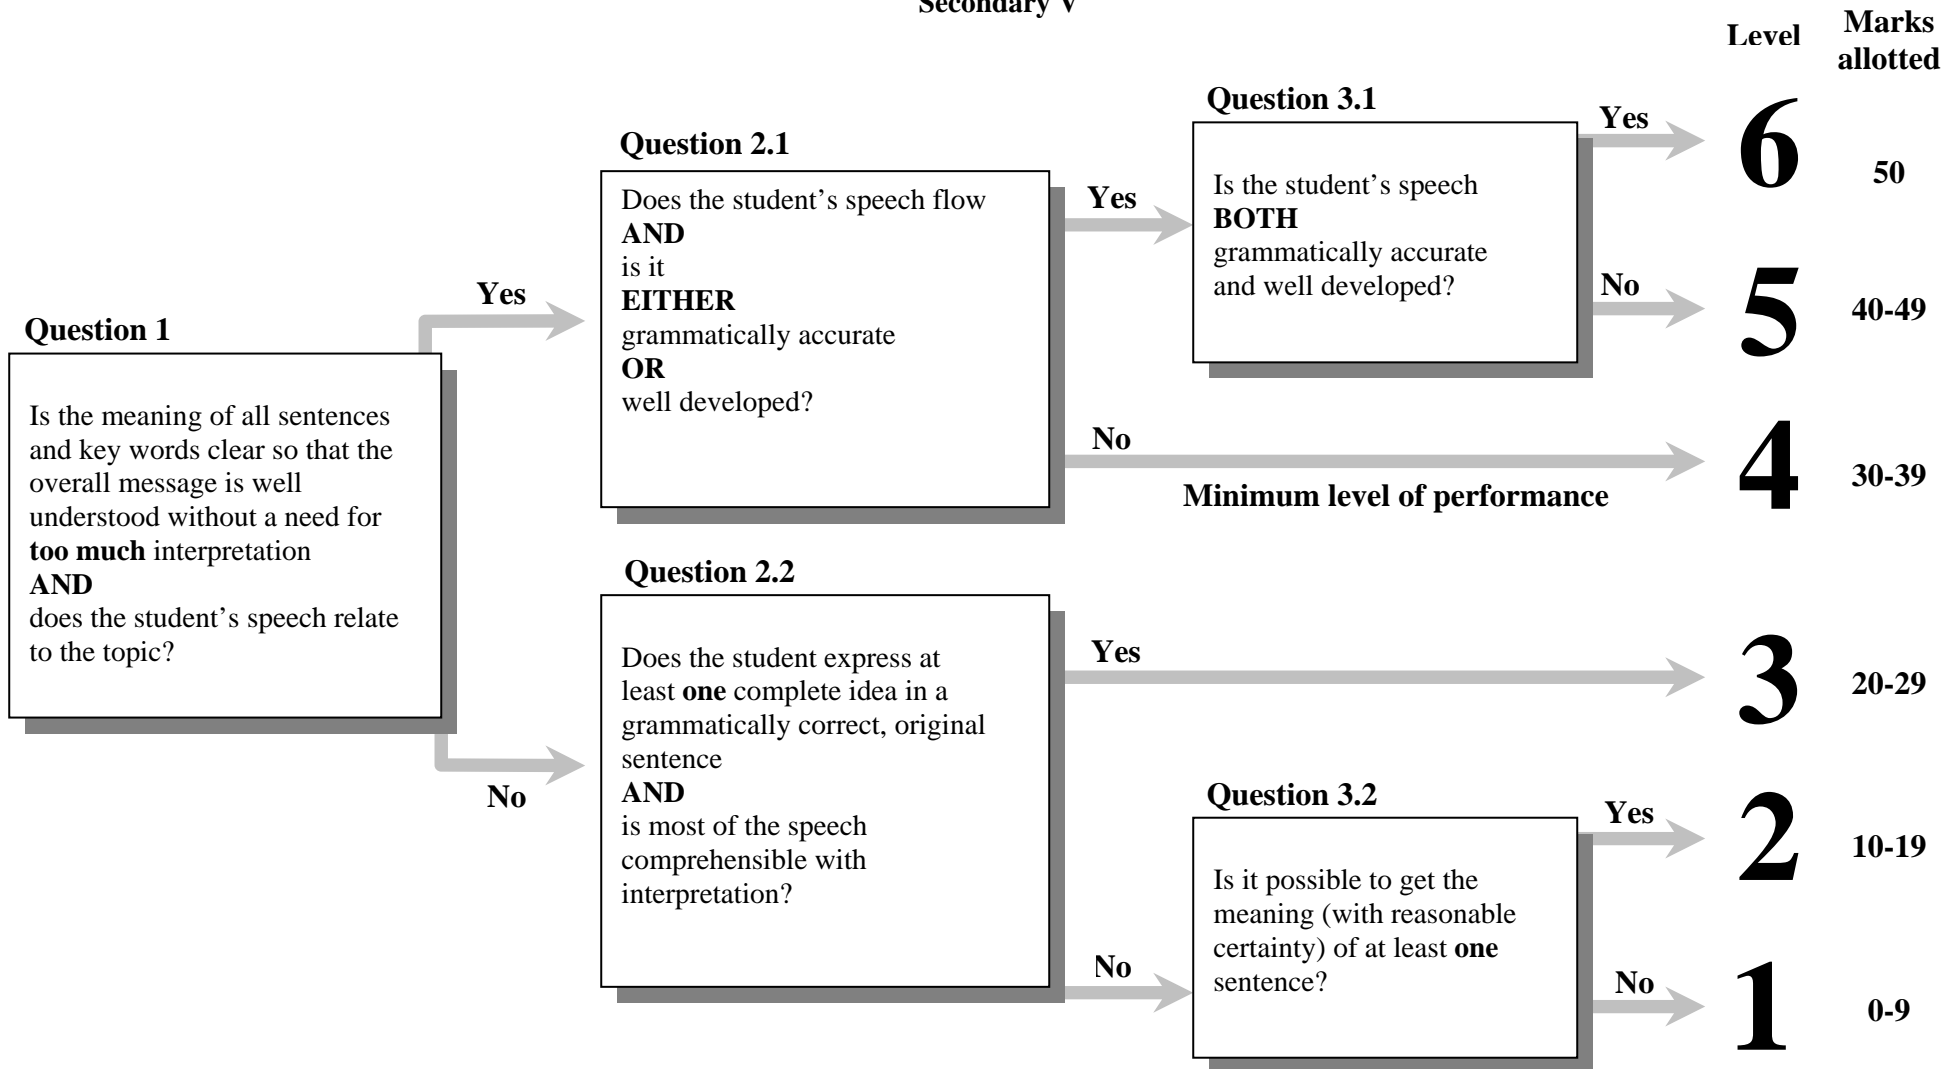 Secondary V
Level
Marks
allotted
Question 1
Is the meaning of all sentences
and key words clear so that the
overall message is well
understood without a need for
too much interpretation
AND
does the student’s speech relate
to the topic?
Yes
No
Question 2.1
Does the student’s speech flow
AND
is it
EITHER
grammatically accurate
OR
well developed?
Yes
No
Minimum level of performance
Question 2.2
Does the student express at
least one complete idea in a
grammatically correct, original
sentence
AND
is most of the speech
comprehensible with
interpretation?
Yes
No
Question 3.1
Is the student’s speech
BOTH
grammatically accurate
and well developed?
Yes
No
Question 3.2
Is it possible to get the
meaning (with reasonable
certainty) of at least one
sentence?
Yes
No
6 50
5 40-49
4 30-39
3 20-29
2 10-19
1 0-9